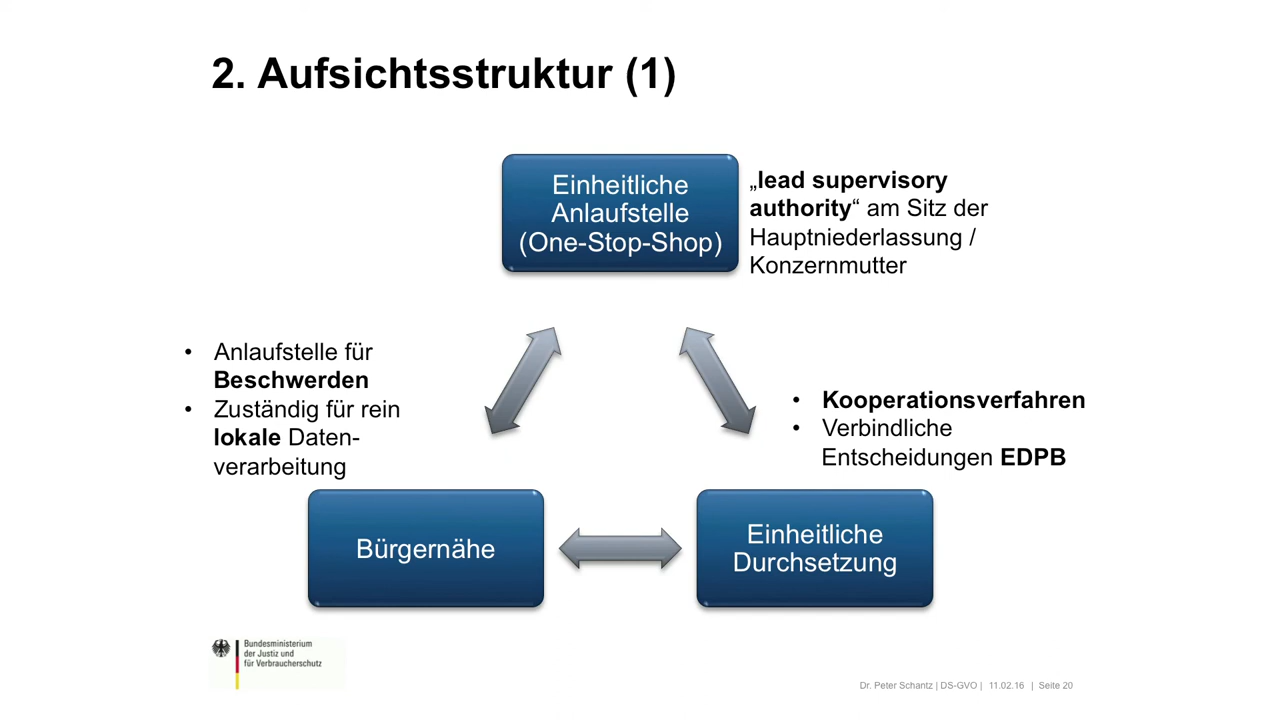 2. Aufsichtsstruktur (1)
Einheitliche
Anlaufstelle
(One-Stop-Shop)
„lead supervisory
authority“ am Sitz der
Hauptniederlassung /
Konzernmutter
• Anlaufstelle für
Beschwerden
• Zuständig für rein
lokale Daten-
verarbeitung
• Kooperationsverfahren
• Verbindliche
Entscheidungen EDPB
Bürgernähe
Einheitliche
Durchsetzung
Bundesministerium
der Justiz und
für Verbraucherschutz
Dr. Peter Schantz | DS-GVO | 11.02.16 | Seite 20